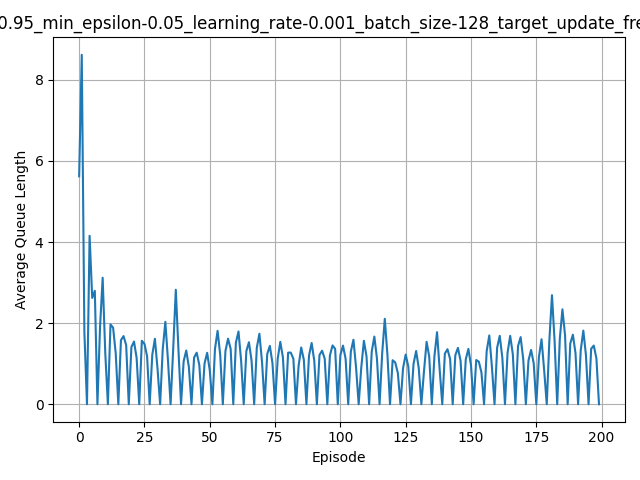 0.95_min_epsilon-0.05_learning_rate-0.001_batch_size-128_target_update_fre
Average Queue Length
8
6
4
2
0
0 25 50 75 100 125 150 175 200
Episode